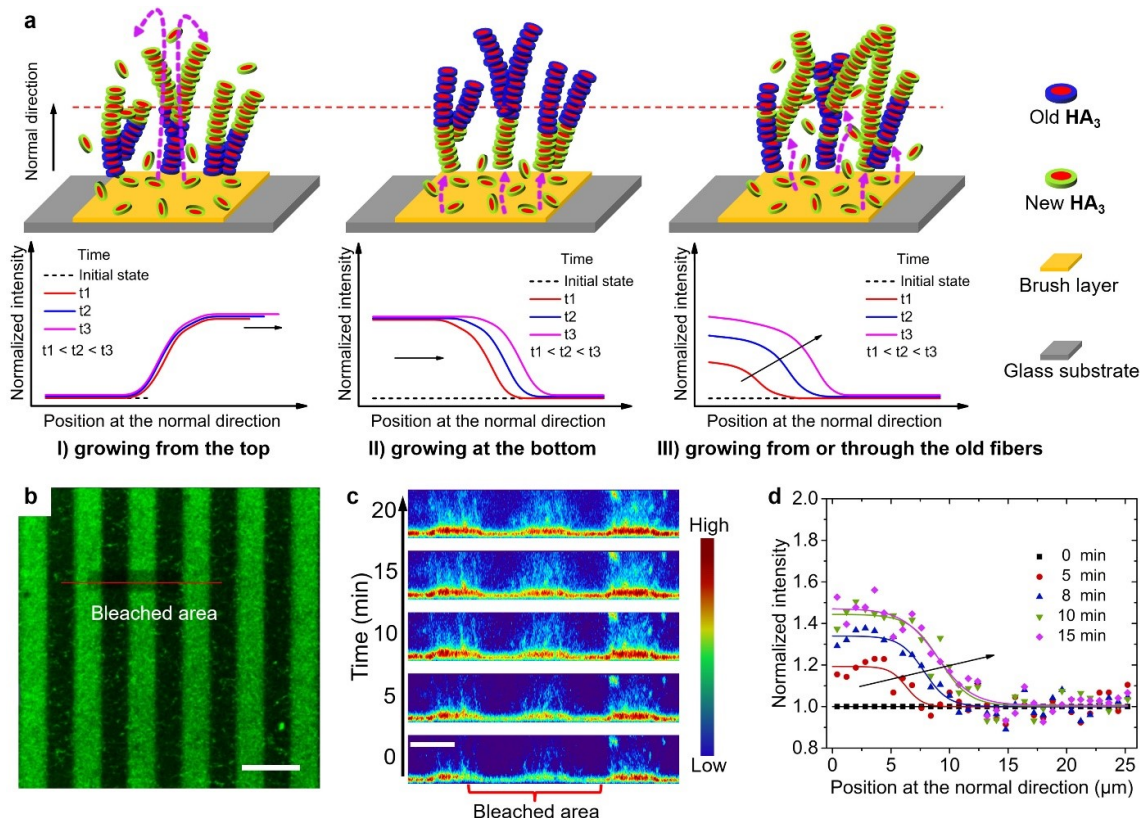 a
Normal direction
Old HA3
New HA3
Brush layer
Glass substrate
Normalized intensity
Time
Initial state
t1
t2
t3
t1 < t2 < t3
Position at the normal direction
I) growing from the top
Normalized intensity
Time
Initial state
t1
t2
t3
t1 < t2 < t3
Position at the normal direction
II) growing at the bottom
Normalized intensity
Time
Initial state
t1
t2
t3
t1 < t2 < t3
Position at the normal direction
III) growing from or through the old fibers
b
Bleached area
c
Time (min)
20
15
10
5
0
High
Low
Bleached area
d
Normalized intensity
2.0
1.8
1.6
1.4
1.2
1.0
0.8
0 min
5 min
8 min
10 min
15 min
0 5 10 15 20 25
Position at the normal direction (µm)